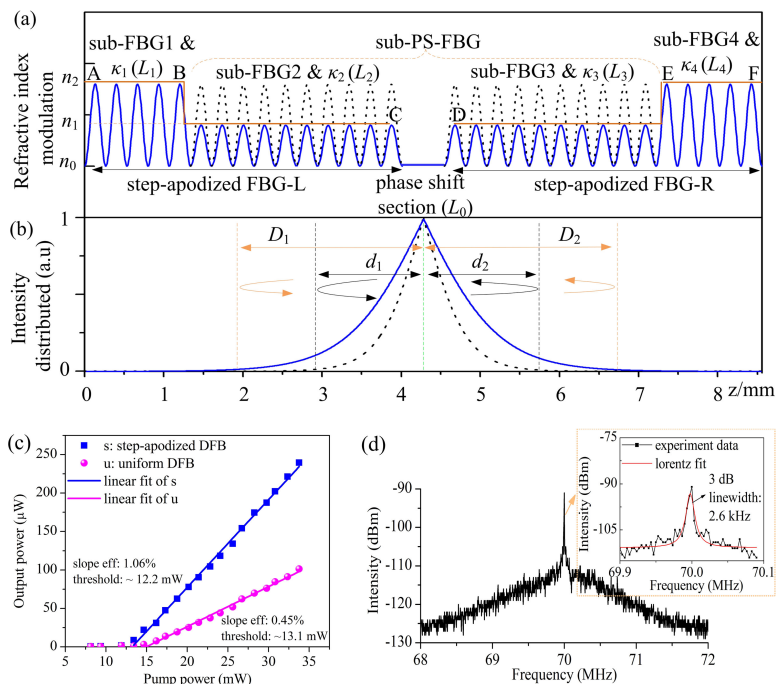 (a)
sub-FBG1 &
κ1 (L1)
sub-PS-FBG
sub-FBG4 &
κ4 (L4)
sub-FBG2 & κ2 (L2)
sub-FBG3 & κ3 (L3)
n2
A
B
E
F
n1
C
D
n0
Refractive index
modulation
step-apodized FBG-L
phase shift
section (L0)
step-apodized FBG-R
(b)
1
D1
D2
d1
d2
Intensity
distributed (a.u)
0
0
1
2
3
4
5
6
7
8
z/mm
(c)
250
225
200
175
150
125
100
75
50
25
0
Output power (μW)
s: step-apodized DFB
u: uniform DFB
linear fit of s
linear fit of u
slope eff: 1.06%
threshold: ~ 12.2 mW
slope eff: 0.45%
threshold: ~13.1 mW
5
10
15
20
25
30
35
40
Pump power (mW)
(d)
-90
-100
-110
-120
-130
Intensity (dBm)
68
69
70
71
72
Frequency (MHz)
-75
-90
-105
Intensity (dBm)
experiment data
lorentz fit
3 dB
linewidth:
2.6 kHz
69.9
70.0
70.1
Frequency (MHz)